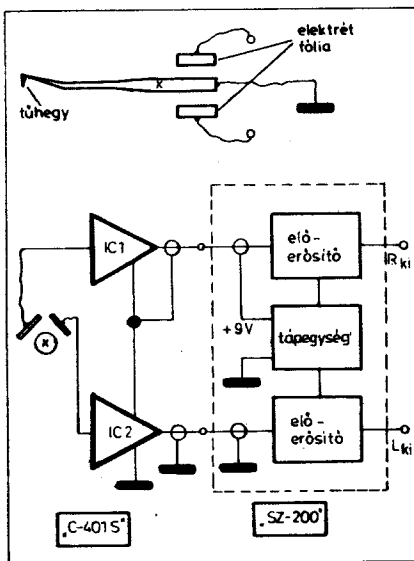 elektrét
fólia
x
tűhegy
IC1
elő-
erősítő
R ki
+9V
tápegység
x
IC2
elő-
erősítő
L ki
"C-401S"
"SZ-200"